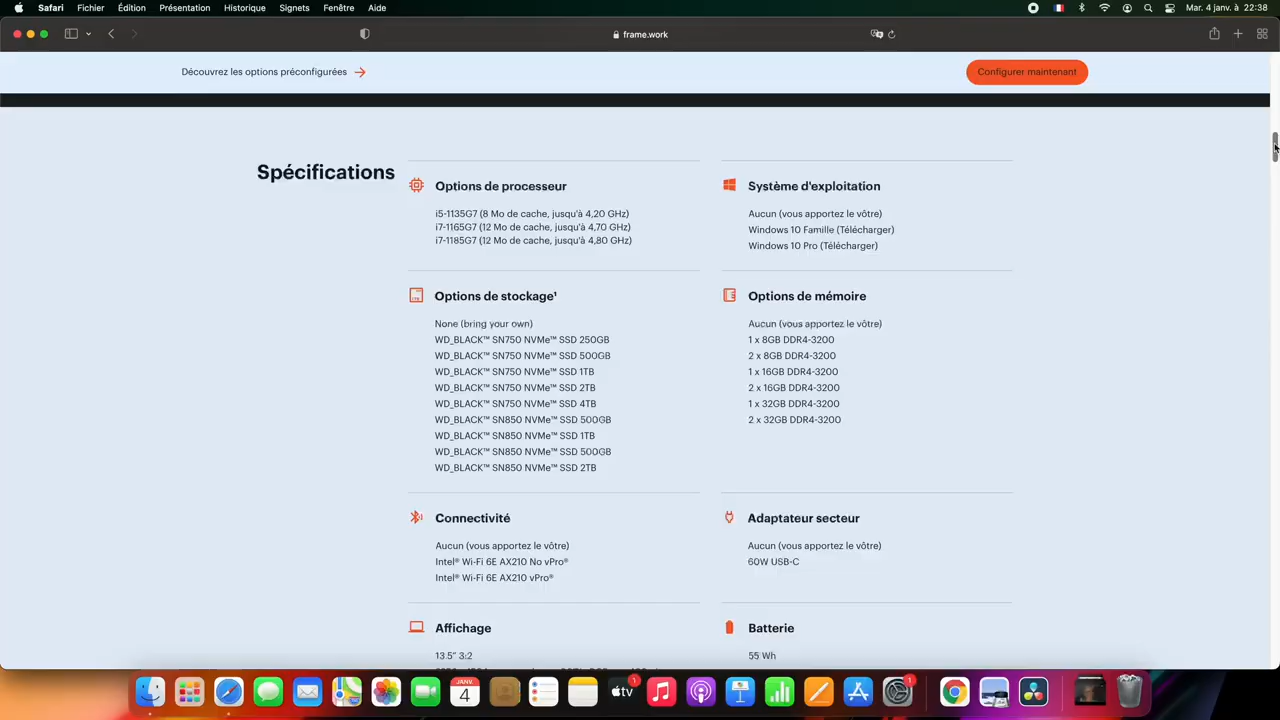 Safari Fichier Édition Présentation Historique Signets Fenêtre Aide Mar. 4 janv. à 22:38
frame.work
Découvrez les options préconfigurées → Configurer maintenant
Spécifications
Options de processeur
i5-1135G7 (8 Mo de cache, jusqu'à 4,20 GHz)
i7-1165G7 (12 Mo de cache, jusqu'à 4,70 GHz)
i7-1185G7 (12 Mo de cache, jusqu'à 4,80 GHz)
Système d'exploitation
Aucun (vous apportez le vôtre)
Windows 10 Famille (Télécharger)
Windows 10 Pro (Télécharger)
Options de stockage¹
None (bring your own)
WD_BLACK™ SN750 NVMe™ SSD 250GB
WD_BLACK™ SN750 NVMe™ SSD 500GB
WD_BLACK™ SN750 NVMe™ SSD 1TB
WD_BLACK™ SN750 NVMe™ SSD 2TB
WD_BLACK™ SN750 NVMe™ SSD 4TB
WD_BLACK™ SN850 NVMe™ SSD 500GB
WD_BLACK™ SN850 NVMe™ SSD 1TB
WD_BLACK™ SN850 NVMe™ SSD 500GB
WD_BLACK™ SN850 NVMe™ SSD 2TB
Options de mémoire
Aucun (vous apportez le vôtre)
1 x 8GB DDR4-3200
2 x 8GB DDR4-3200
1 x 16GB DDR4-3200
2 x 16GB DDR4-3200
1 x 32GB DDR4-3200
2 x 32GB DDR4-3200
Connectivité
Aucun (vous apportez le vôtre)
Intel® Wi-Fi 6E AX210 No vPro®
Intel® Wi-Fi 6E AX210 vPro®
Adaptateur secteur
Aucun (vous apportez le vôtre)
60W USB-C
Affichage
13.5" 3:2
Batterie
55 Wh
JANV.
4
tv
1
1